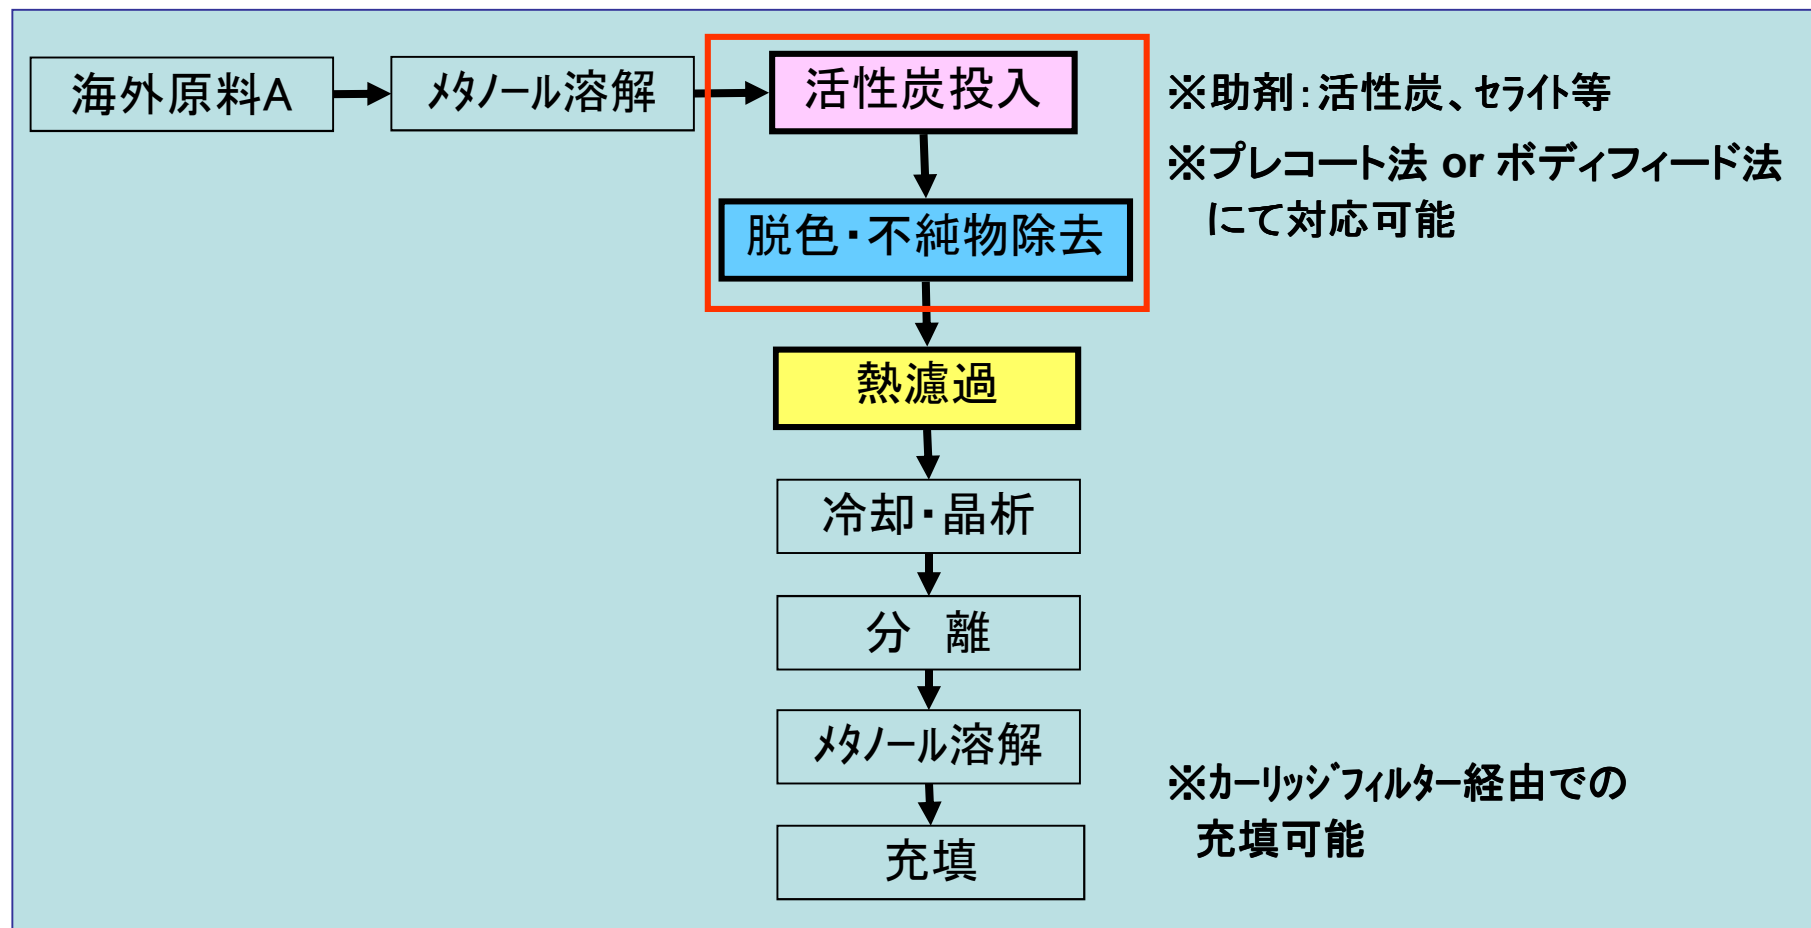 海外原料A
ﾒﾀﾉｰﾙ溶解
活性炭投入
※助剤：活性炭、ｾﾗｲﾄ等
※プレコート法 or ボディフィード法
にて対応可能
脱色・不純物除去
熱濾過
冷却・晶析
分　離
ﾒﾀﾉｰﾙ溶解
※ｶｰﾘｯｼﾞﾌｨﾙﾀｰ経由での
充填可能
充填